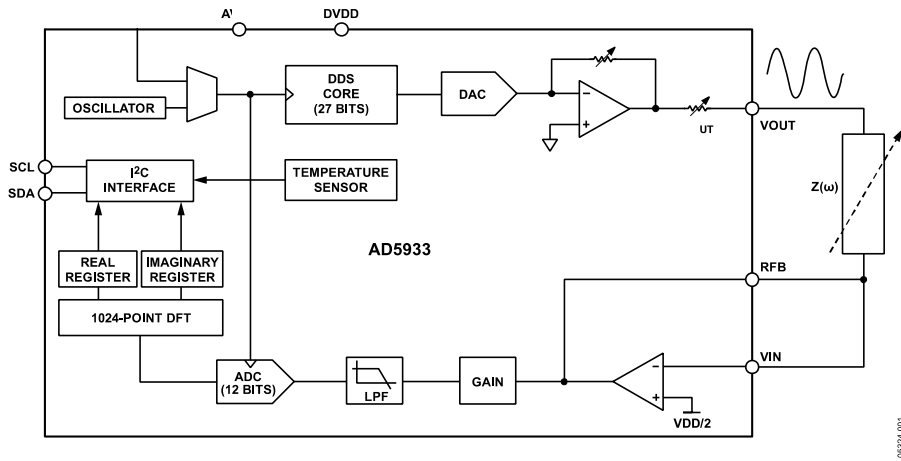 DVDD
OSCILLATOR
DDS
CORE
(27 BITS)
DAC
UT
VOUT
SCL
SDA
I2C
INTERFACE
TEMPERATURE
SENSOR
Z(ω)
AD5933
REAL
REGISTER
IMAGINARY
REGISTER
RFB
1024-POINT DFT
ADC
(12 BITS)
LPF
GAIN
VIN
VDD/2